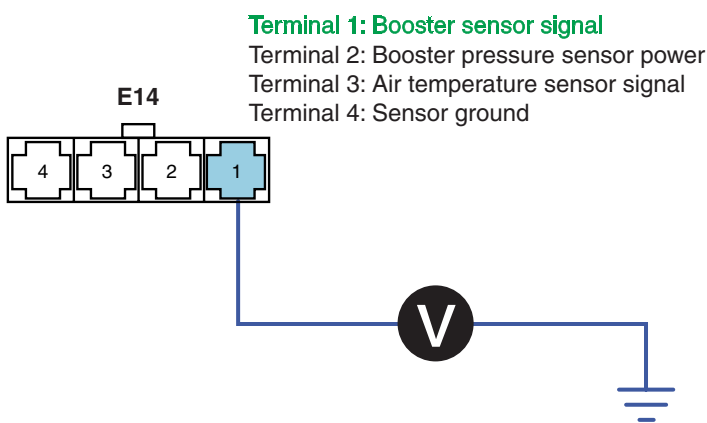 Terminal 1: Booster sensor signal
Terminal 2: Booster pressure sensor power
Terminal 3: Air temperature sensor signal
Terminal 4: Sensor ground
E14
4 3 2 1
V